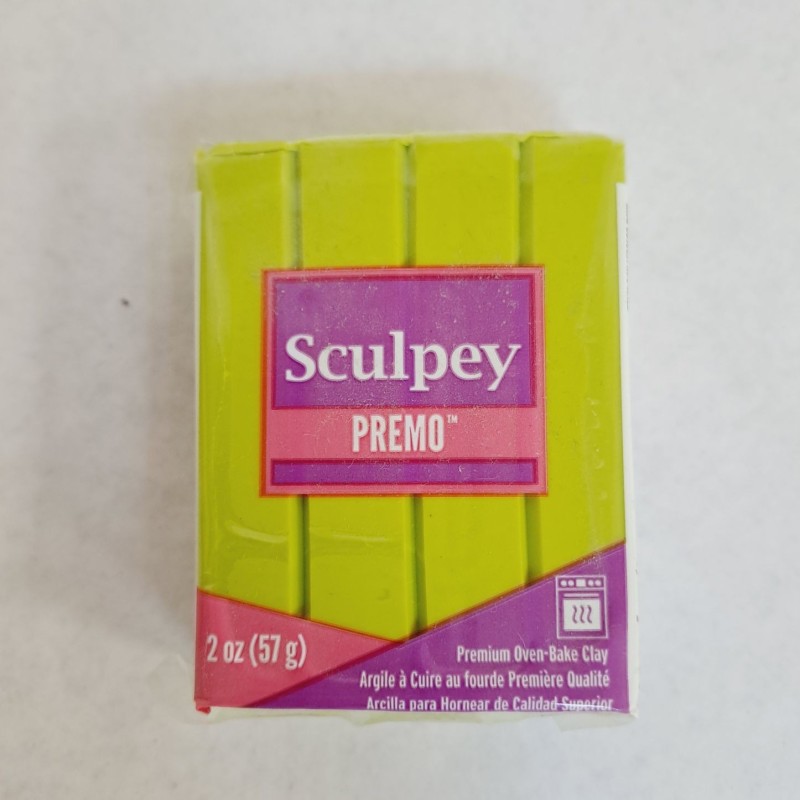 Sculpey
PREMO™
2 oz (57 g)
Premium Oven-Bake Clay
Argile à Cuire au fourde Première Qualité
Arcilla para Hornear de Calidad Superior